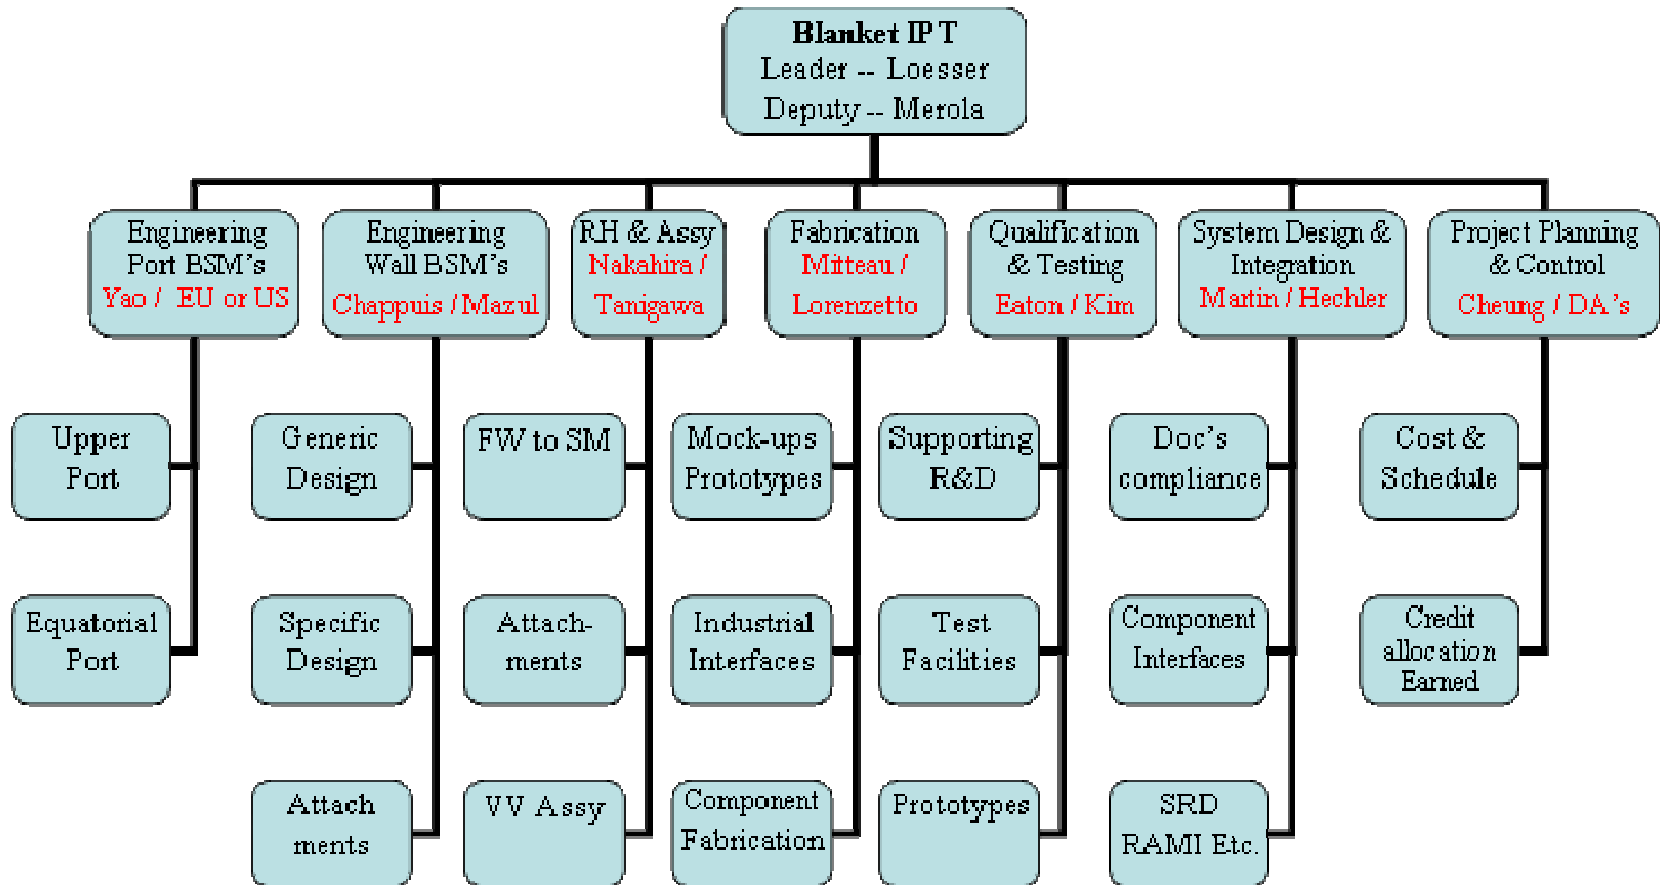 Blanket IPT
Leader -- Loesser
Deputy -- Merola
Engineering
Port BSM's
Yao / EU or US
Engineering
Wall BSM's
Chappuis / Mazul
RH & Assy
Nakahira /
Tanigawa
Fabrication
Mitteau /
Lorenzetto
Qualification
& Testing
Eaton / Kim
System Design &
Integration
Martin / Hechler
Project Planning
& Control
Cheung / DA's
Upper
Port
Generic
Design
FW to SM
Mock-ups
Prototypes
Supporting
R&D
Doc's
compliance
Cost &
Schedule
Equatorial
Port
Specific
Design
Attach-
ments
Industrial
Interfaces
Test
Facilities
Component
Interfaces
Credit
allocation
Earned
Attach
ments
VV Assy
Component
Fabrication
Prototypes
SRD
RAMI Etc.